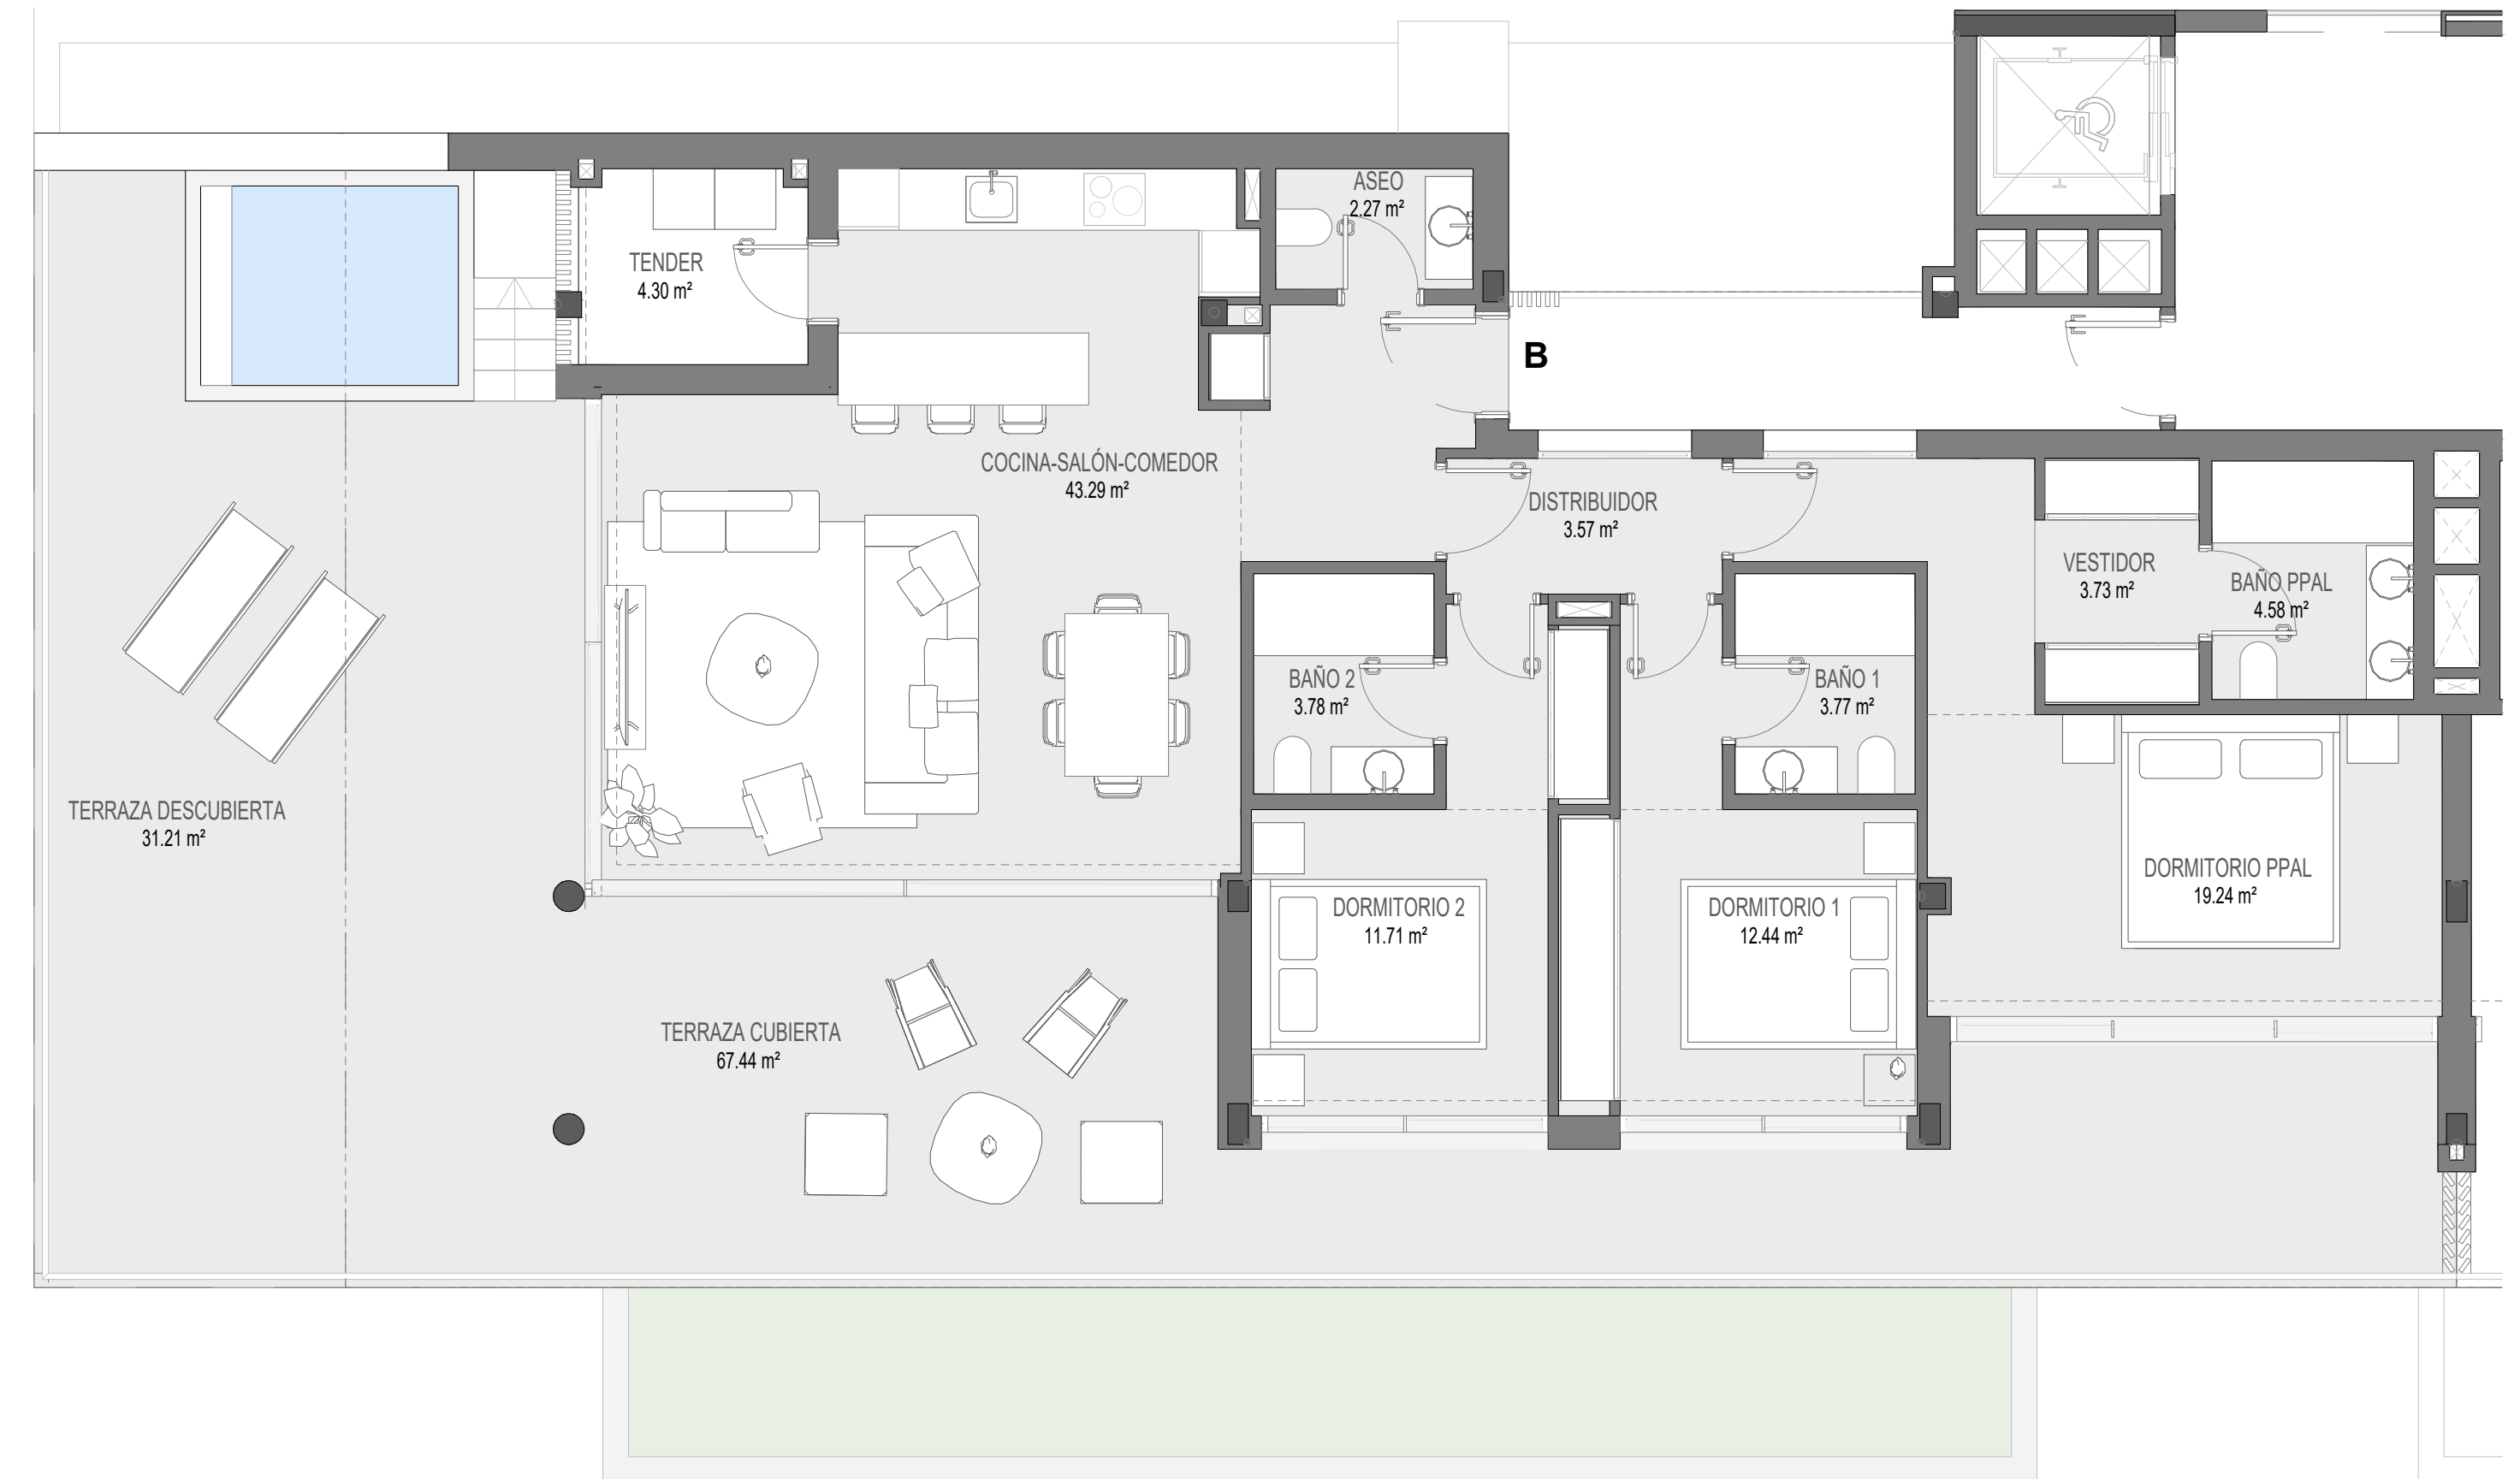 ASEO
2.27 m²
TENDER
4.30 m²
B
COCINA-SALÓN-COMEDOR
43.29 m²
DISTRIBUIDOR
3.57 m²
VESTIDOR
3.73 m²
BAÑO PPAL
4.58 m²
BAÑO 2
3.78 m²
BAÑO 1
3.77 m²
TERRAZA DESCUBIERTA
31.21 m²
DORMITORIO PPAL
19.24 m²
DORMITORIO 2
11.71 m²
DORMITORIO 1
12.44 m²
TERRAZA CUBIERTA
67.44 m²